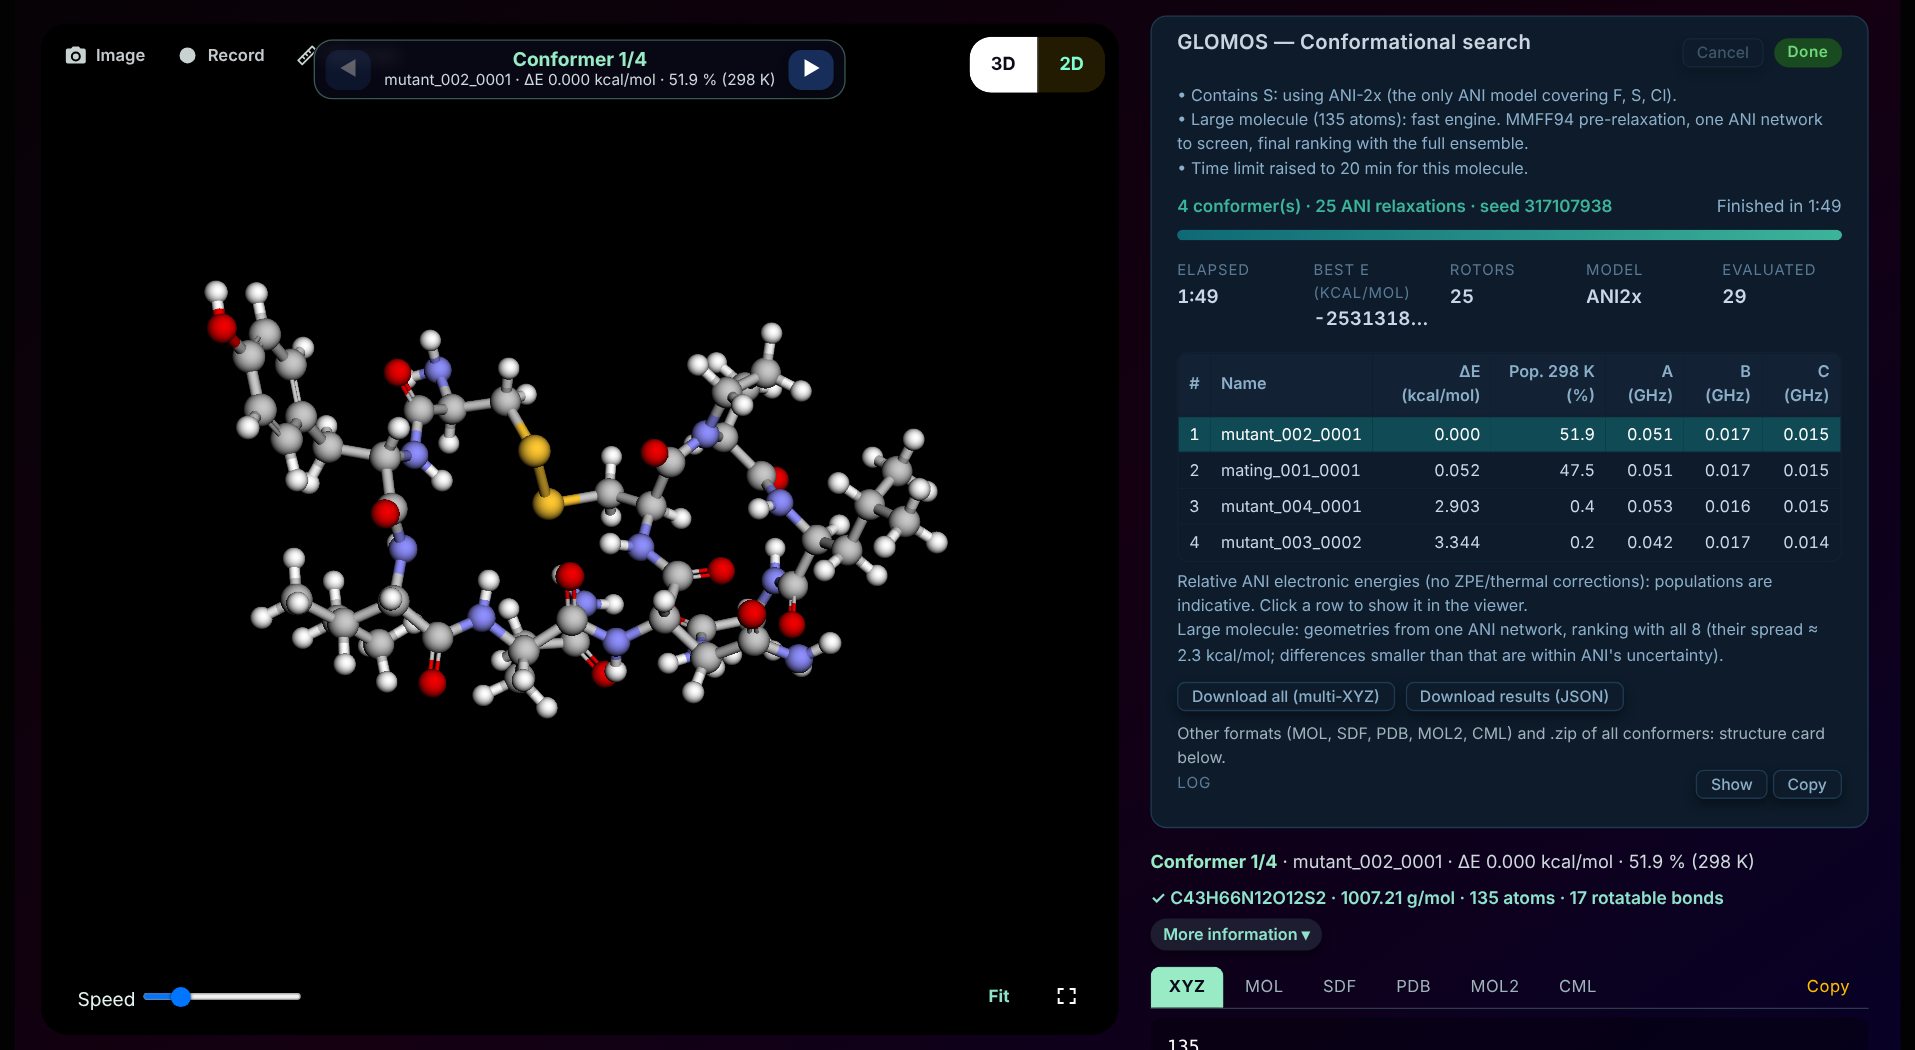 Image
Record
Conformer 1/4
mutant_002_0001 · ΔE 0.000 kcal/mol · 51.9 % (298 K)
3D
2D
Speed
Fit
GLOMOS — Conformational search
Cancel
Done
• Contains S: using ANI-2x (the only ANI model covering F, S, Cl).
• Large molecule (135 atoms): fast engine. MMFF94 pre-relaxation, one ANI network
to screen, final ranking with the full ensemble.
• Time limit raised to 20 min for this molecule.
4 conformer(s) · 25 ANI relaxations · seed 317107938
Finished in 1:49
ELAPSED
1:49
BEST E
(KCAL/MOL)
-2531318...
ROTORS
25
MODEL
ANI2x
EVALUATED
29
# Name ΔE (kcal/mol) Pop. 298 K (%) A (GHz) B (GHz) C (GHz)
1 mutant_002_0001 0.000 51.9 0.051 0.017 0.015
2 mating_001_0001 0.052 47.5 0.051 0.017 0.015
3 mutant_004_0001 2.903 0.4 0.053 0.016 0.015
4 mutant_003_0002 3.344 0.2 0.042 0.017 0.014
Relative ANI electronic energies (no ZPE/thermal corrections): populations are
indicative. Click a row to show it in the viewer.
Large molecule: geometries from one ANI network, ranking with all 8 (their spread ≈
2.3 kcal/mol; differences smaller than that are within ANI's uncertainty).
Download all (multi-XYZ)
Download results (JSON)
Other formats (MOL, SDF, PDB, MOL2, CML) and .zip of all conformers: structure card
below.
LOG
Show
Copy
Conformer 1/4 · mutant_002_0001 · ΔE 0.000 kcal/mol · 51.9 % (298 K)
✓ C43H66N12O12S2 · 1007.21 g/mol · 135 atoms · 17 rotatable bonds
More information ▾
XYZ
MOL
SDF
PDB
MOL2
CML
Copy
135